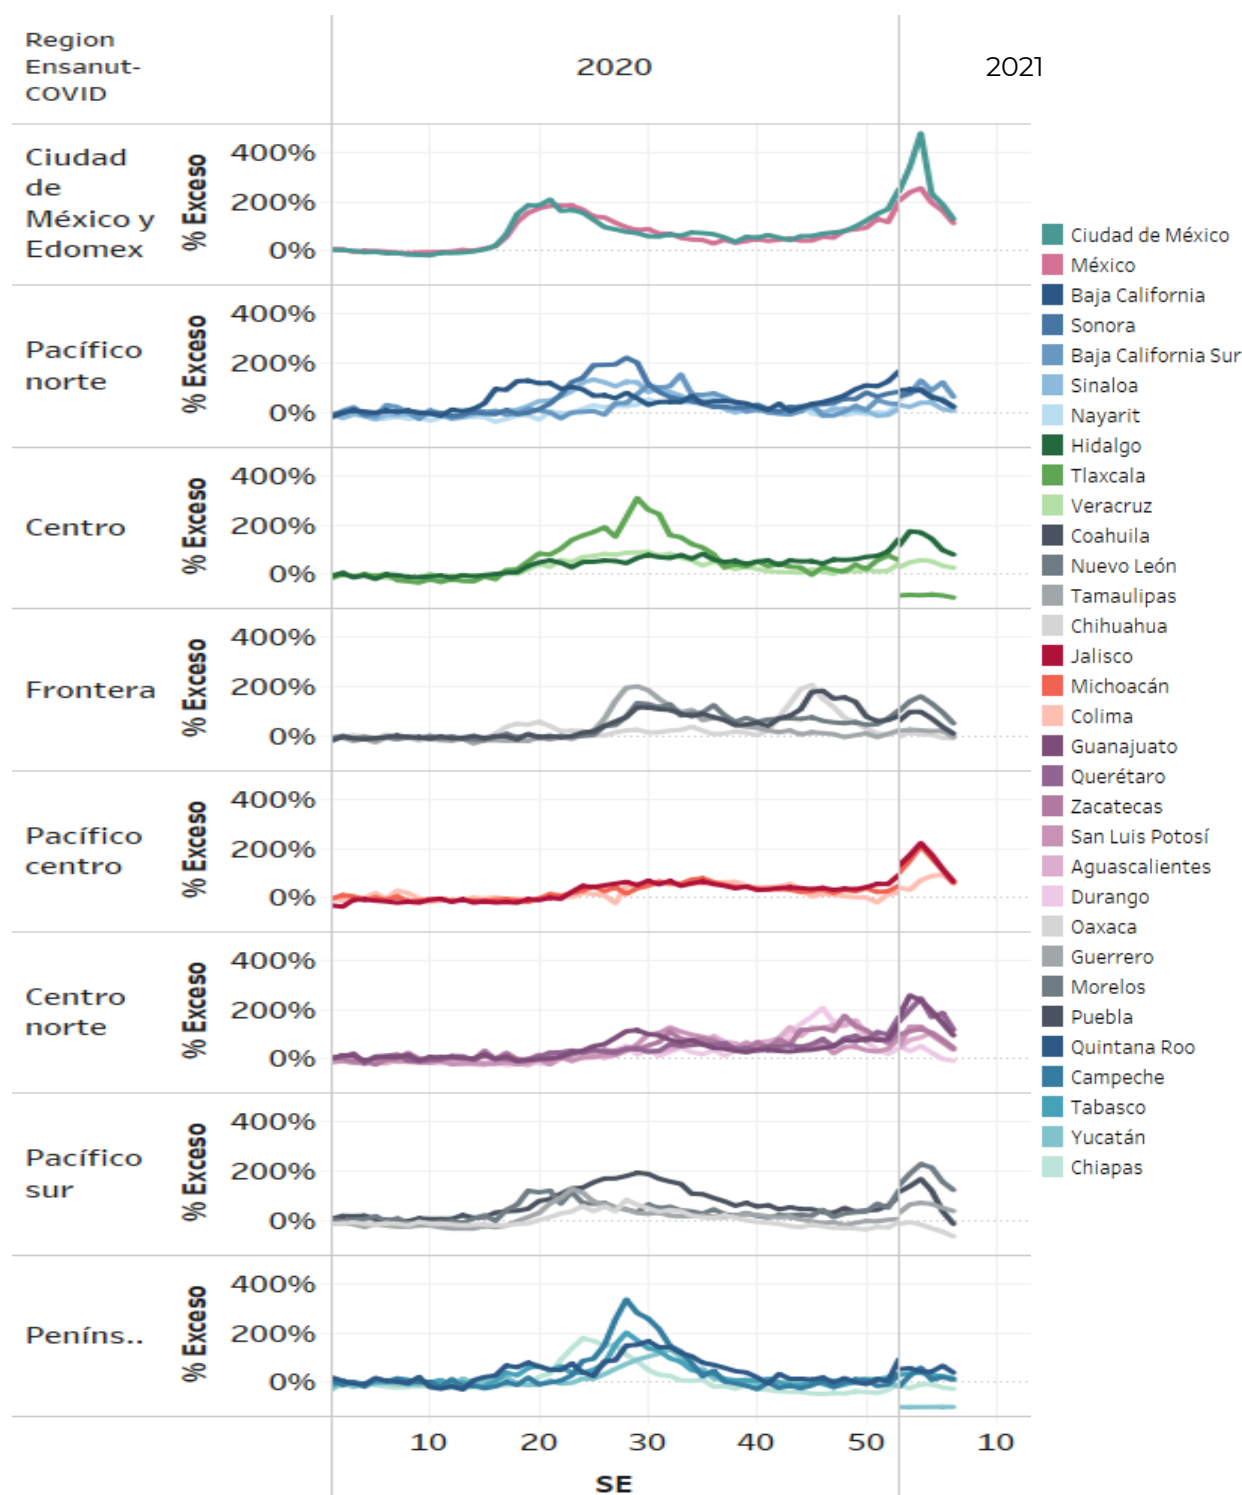 Region
Ensanut-
COVID
2020
2021
Ciudad
de
México y
Edomex
% Exceso
400%
200%
0%
Pacífico
norte
% Exceso
400%
200%
0%
Centro
% Exceso
400%
200%
0%
Frontera
% Exceso
400%
200%
0%
Pacífico
centro
% Exceso
400%
200%
0%
Centro
norte
% Exceso
400%
200%
0%
Pacífico
sur
% Exceso
400%
200%
0%
Peníns..
% Exceso
400%
200%
0%
10 20 30 40 50 10
SE
Ciudad de México
México
Baja California
Sonora
Baja California Sur
Sinaloa
Nayarit
Hidalgo
Tlaxcala
Veracruz
Coahuila
Nuevo León
Tamaulipas
Chihuahua
Jalisco
Michoacán
Colima
Guanajuato
Querétaro
Zacatecas
San Luis Potosí
Aguascalientes
Durango
Oaxaca
Guerrero
Morelos
Puebla
Quintana Roo
Campeche
Tabasco
Yucatán
Chiapas